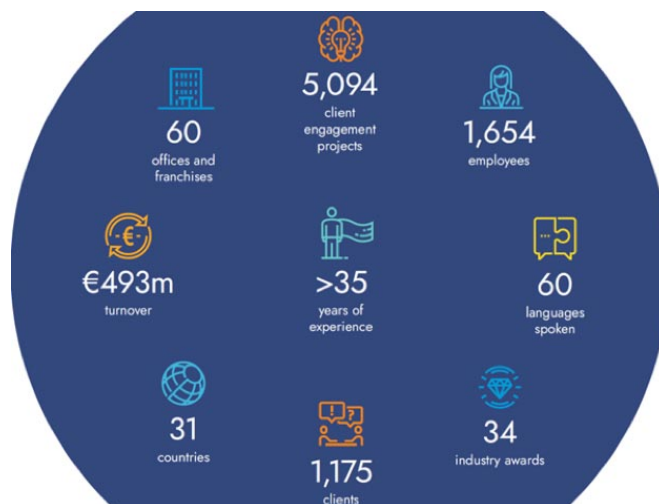 5,094
client
engagement
projects
60
offices and
franchises
1,654
employees
€493m
turnover
>35
years of
experience
60
languages
spoken
31
countries
1,175
clients
34
industry awards